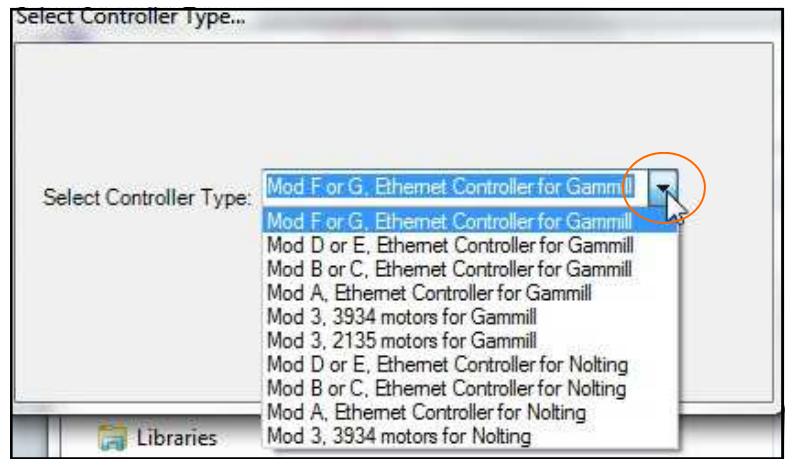 Select Controller Type...
Select Controller Type: Mod F or G, Ethernet Controller for Gammill
Mod F or G, Ethernet Controller for Gammill
Mod D or E, Ethernet Controller for Gammill
Mod B or C, Ethernet Controller for Gammill
Mod A, Ethernet Controller for Gammill
Mod 3, 3934 motors for Gammill
Mod 3, 2135 motors for Gammill
Mod D or E, Ethernet Controller for Nolting
Mod B or C, Ethernet Controller for Nolting
Mod A, Ethernet Controller for Nolting
Mod 3, 3934 motors for Nolting
Libraries